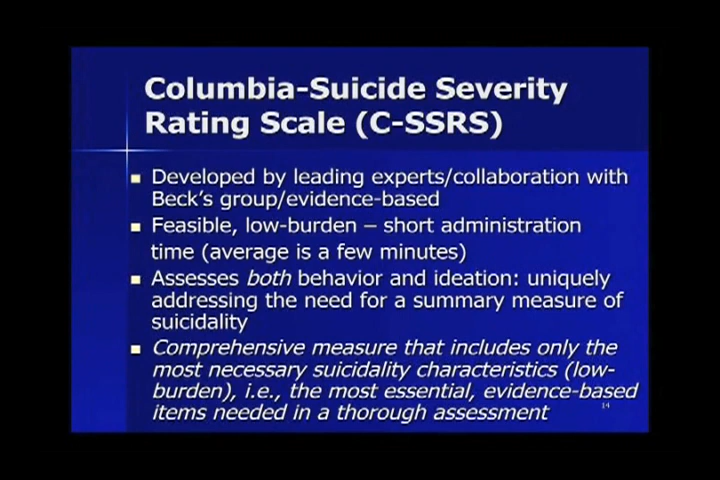 Columbia-Suicide Severity
Rating Scale (C-SSRS)
Developed by leading experts/collaboration with
Beck's group/evidence-based
Feasible, low-burden – short administration
time (average is a few minutes)
Assesses both behavior and ideation: uniquely
addressing the need for a summary measure of
suicidality
Comprehensive measure that includes only the
most necessary suicidality characteristics (low-
burden), i.e., the most essential, evidence-based
items needed in a thorough assessment
14